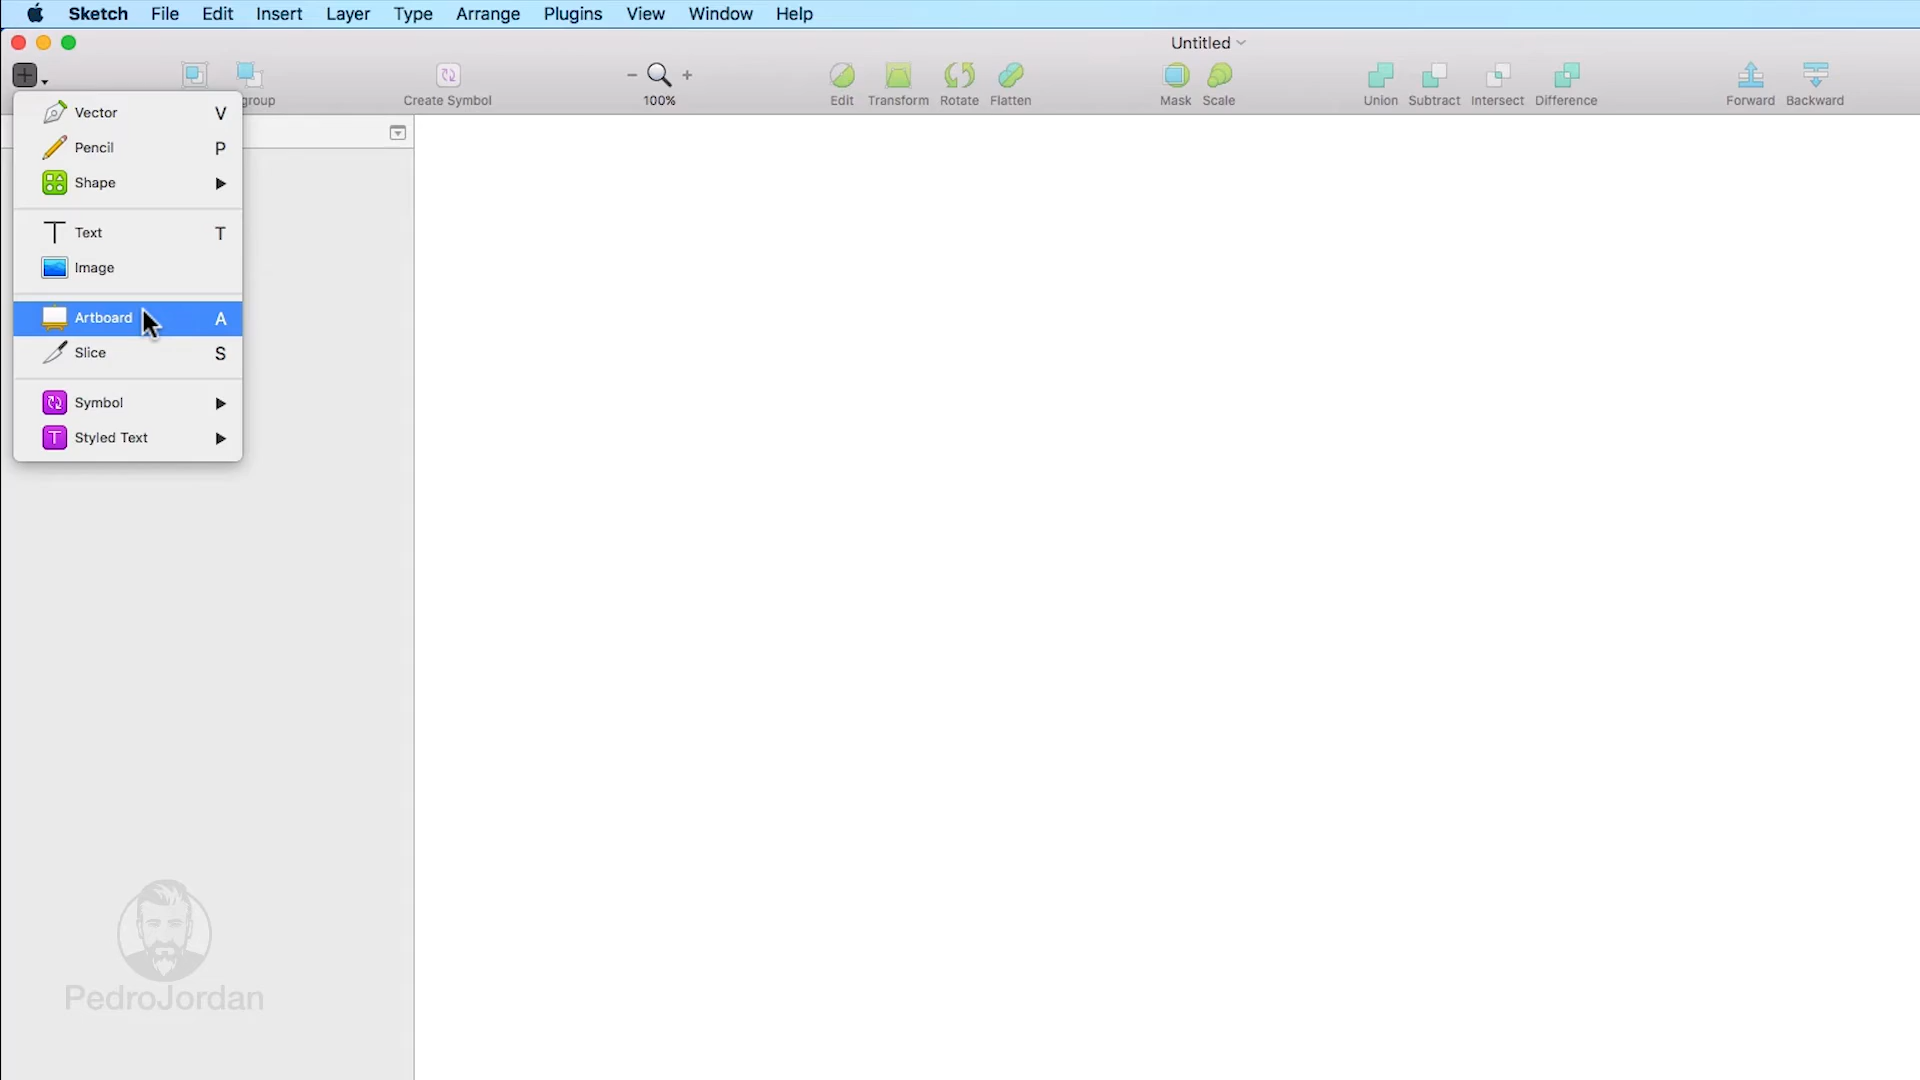 Sketch File Edit Insert Layer Type Arrange Plugins View Window Help
Untitled
group Create Symbol 100% Edit Transform Rotate Flatten Mask Scale Union Subtract Intersect Difference Forward Backward
Vector V
Pencil P
Shape
Text T
Image
Artboard A
Slice S
Symbol
Styled Text
PedroJordan